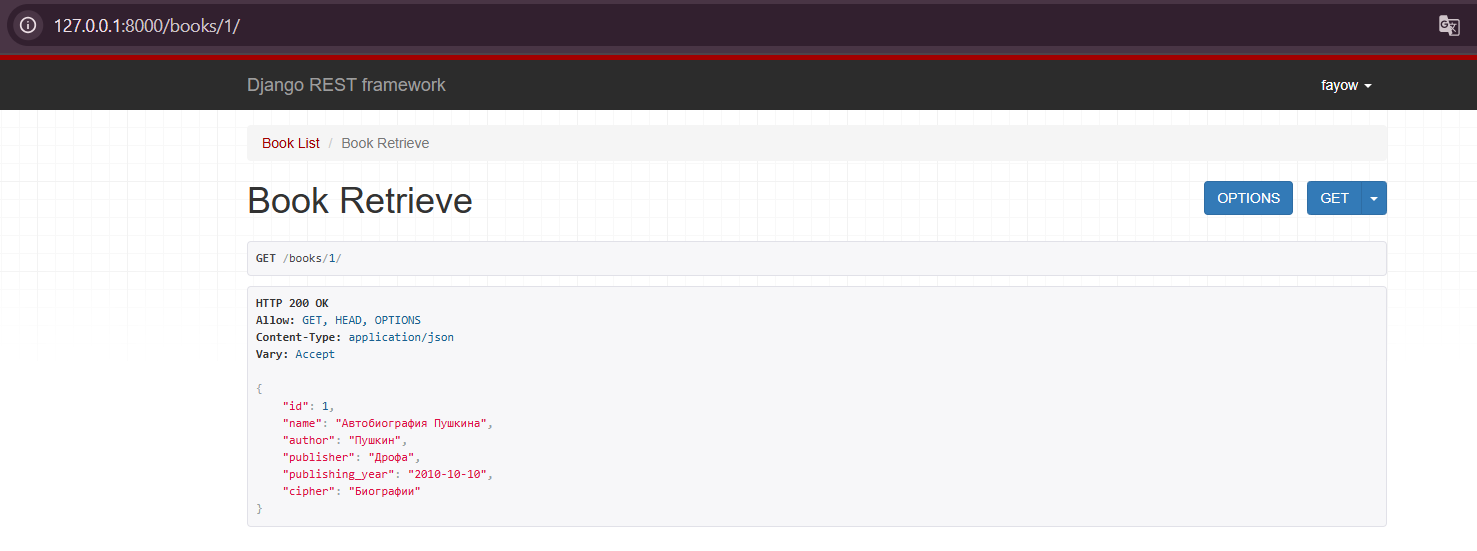 127.0.0.1:8000/books/1/
Django REST framework fayow
Book List / Book Retrieve
Book Retrieve OPTIONS GET
GET /books/1/
HTTP 200 OK
Allow: GET, HEAD, OPTIONS
Content-Type: application/json
Vary: Accept
{
"id": 1,
"name": "Автобиография Пушкина",
"author": "Пушкин",
"publisher": "Дрофа",
"publishing_year": "2010-10-10",
"cipher": "Биографии"
}